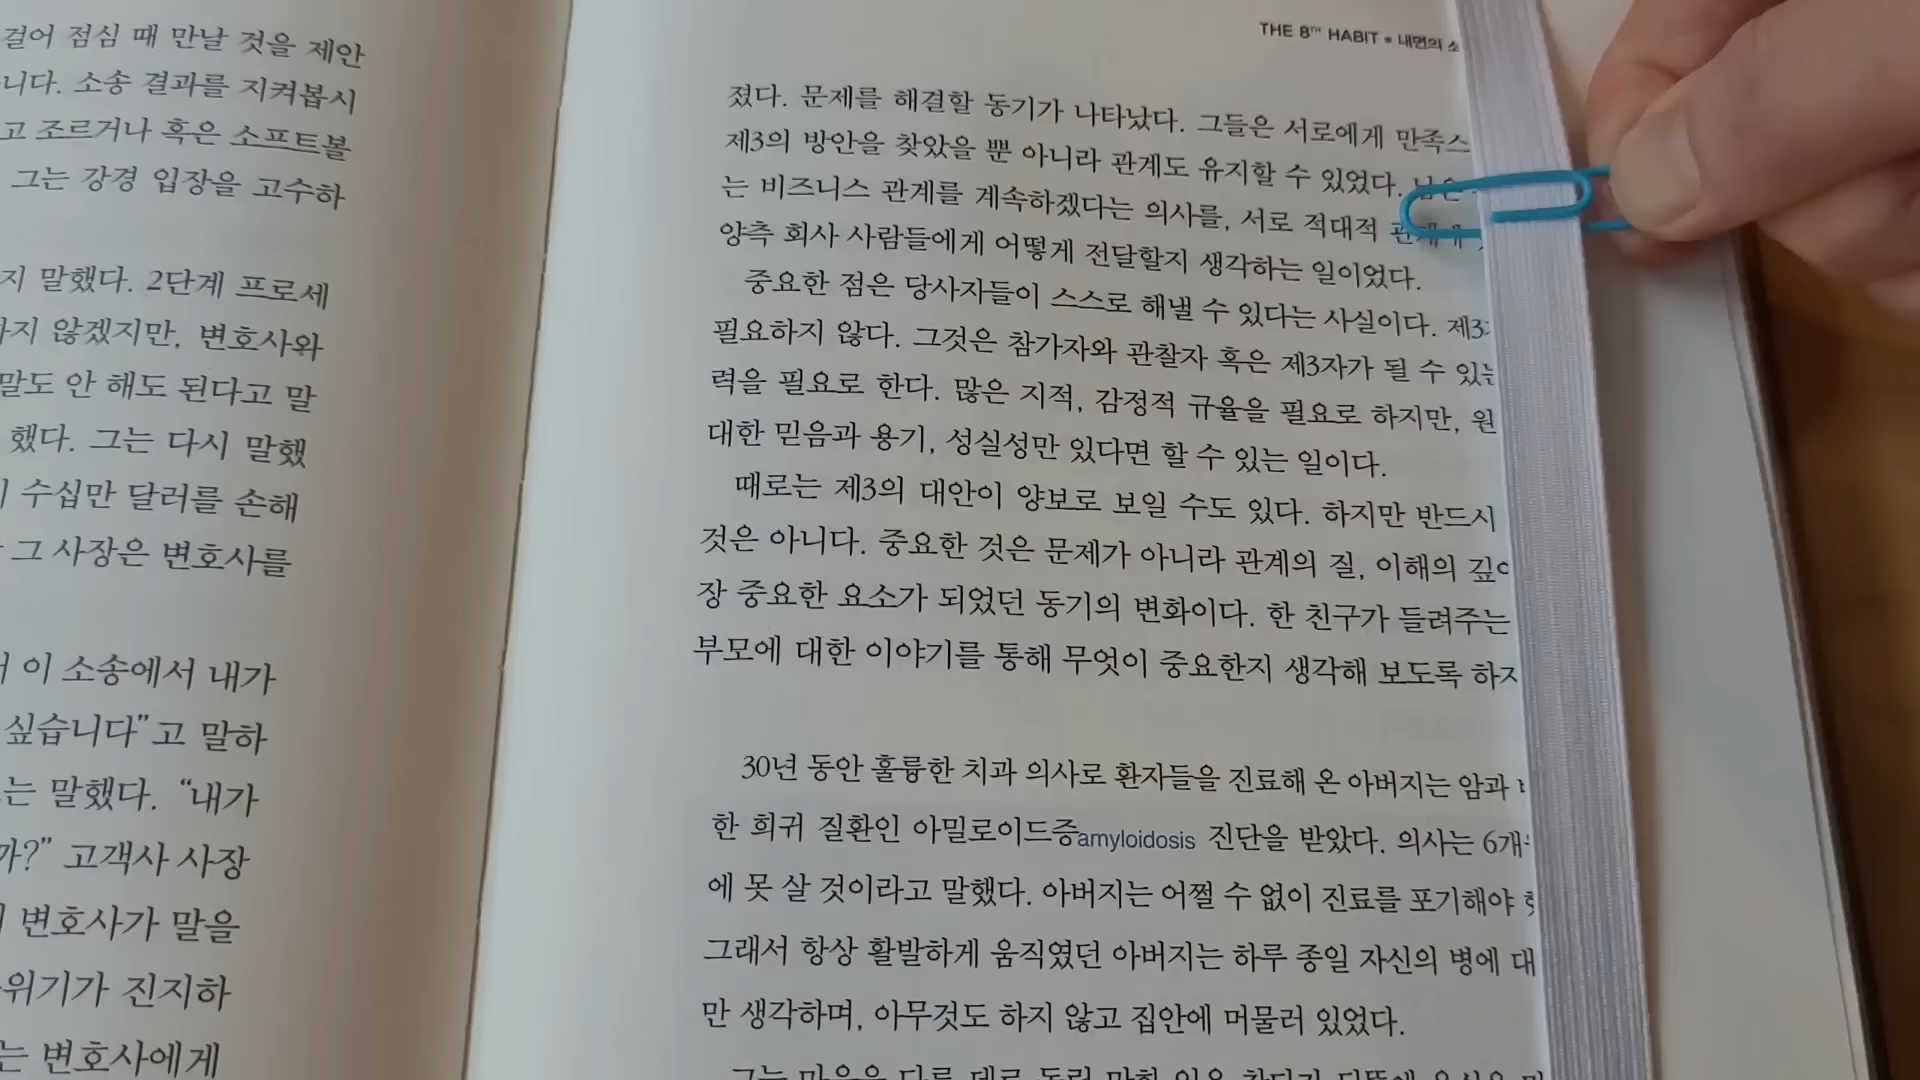 걸어 점심 때 만날 것을 제안
니다. 소송 결과를 지켜봅시
고 조르거나 혹은 소프트볼
그는 강경 입장을 고수하
지 말했다. 2단계 프로세
하지 않겠지만, 변호사와
말도 안 해도 된다고 말
했다. 그는 다시 말했
수십만 달러를 손해
그 사장은 변호사를
이 소송에서 내가
싶습니다”고 말하
는 말했다. “내가
까?” 고객사 사장
변호사가 말을
위기가 진지하
는 변호사에게
THE 8TH HABIT • 내면의
졌다. 문제를 해결할 동기가 나타났다. 그들은 서로에게 만족스
제3의 방안을 찾았을 뿐 아니라 관계도 유지할 수 있었다. 남은
는 비즈니스 관계를 계속하겠다는 의사를, 서로 적대적
양측 회사 사람들에게 어떻게 전달할지 생각하는 일이었다.
중요한 점은 당사자들이 스스로 해낼 수 있다는 사실이다. 제3
필요하지 않다. 그것은 참가자와 관찰자 혹은 제3자가 될 수 있는
력을 필요로 한다. 많은 지적, 감정적 규율을 필요로 하지만, 원
대한 믿음과 용기, 성실성만 있다면 할 수 있는 일이다.
때로는 제3의 대안이 양보로 보일 수도 있다. 하지만 반드시
것은 아니다. 중요한 것은 문제가 아니라 관계의 질, 이해의
장 중요한 요소가 되었던 동기의 변화이다. 한 친구가 들려주는
부모에 대한 이야기를 통해 무엇이 중요한지 생각해 보도록 하
30년 동안 훌륭한 치과 의사로 환자들을 진료해 온 아버지는 암과
한 희귀 질환인 아밀로이드증amyloidosis 진단을 받았다. 의사는 6개
에 못 살 것이라고 말했다. 아버지는 어쩔 수 없이 진료를 포기해야
그래서 항상 활발하게 움직였던 아버지는 하루 종일 자신의 병에 대
만 생각하며, 아무것도 하지 않고 집안에 머물러 있었다.